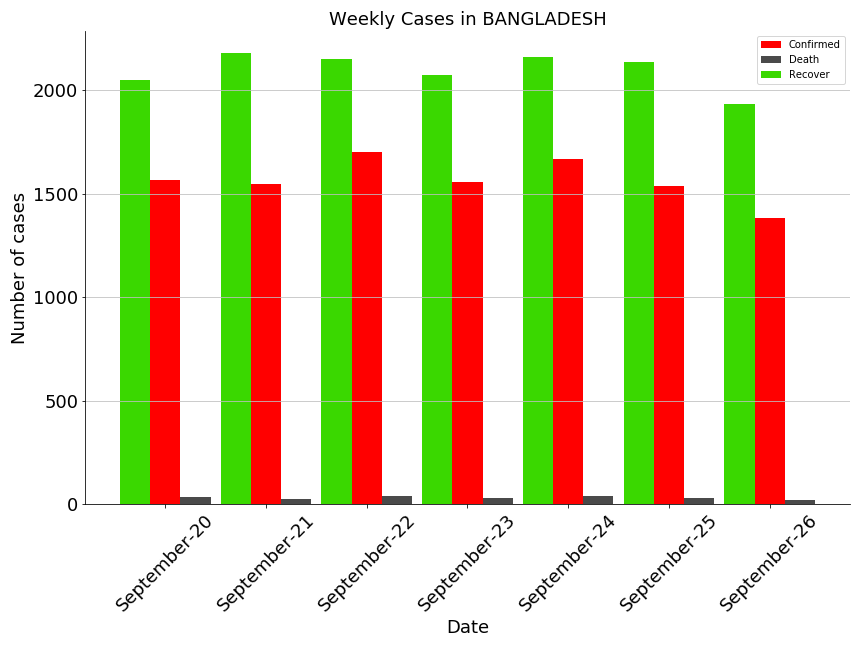 Weekly Cases in BANGLADESH
Confirmed
Death
Recover
Number of cases
2000
1500
1000
500
0
September-20
September-21
September-22
September-23
September-24
September-25
September-26
Date